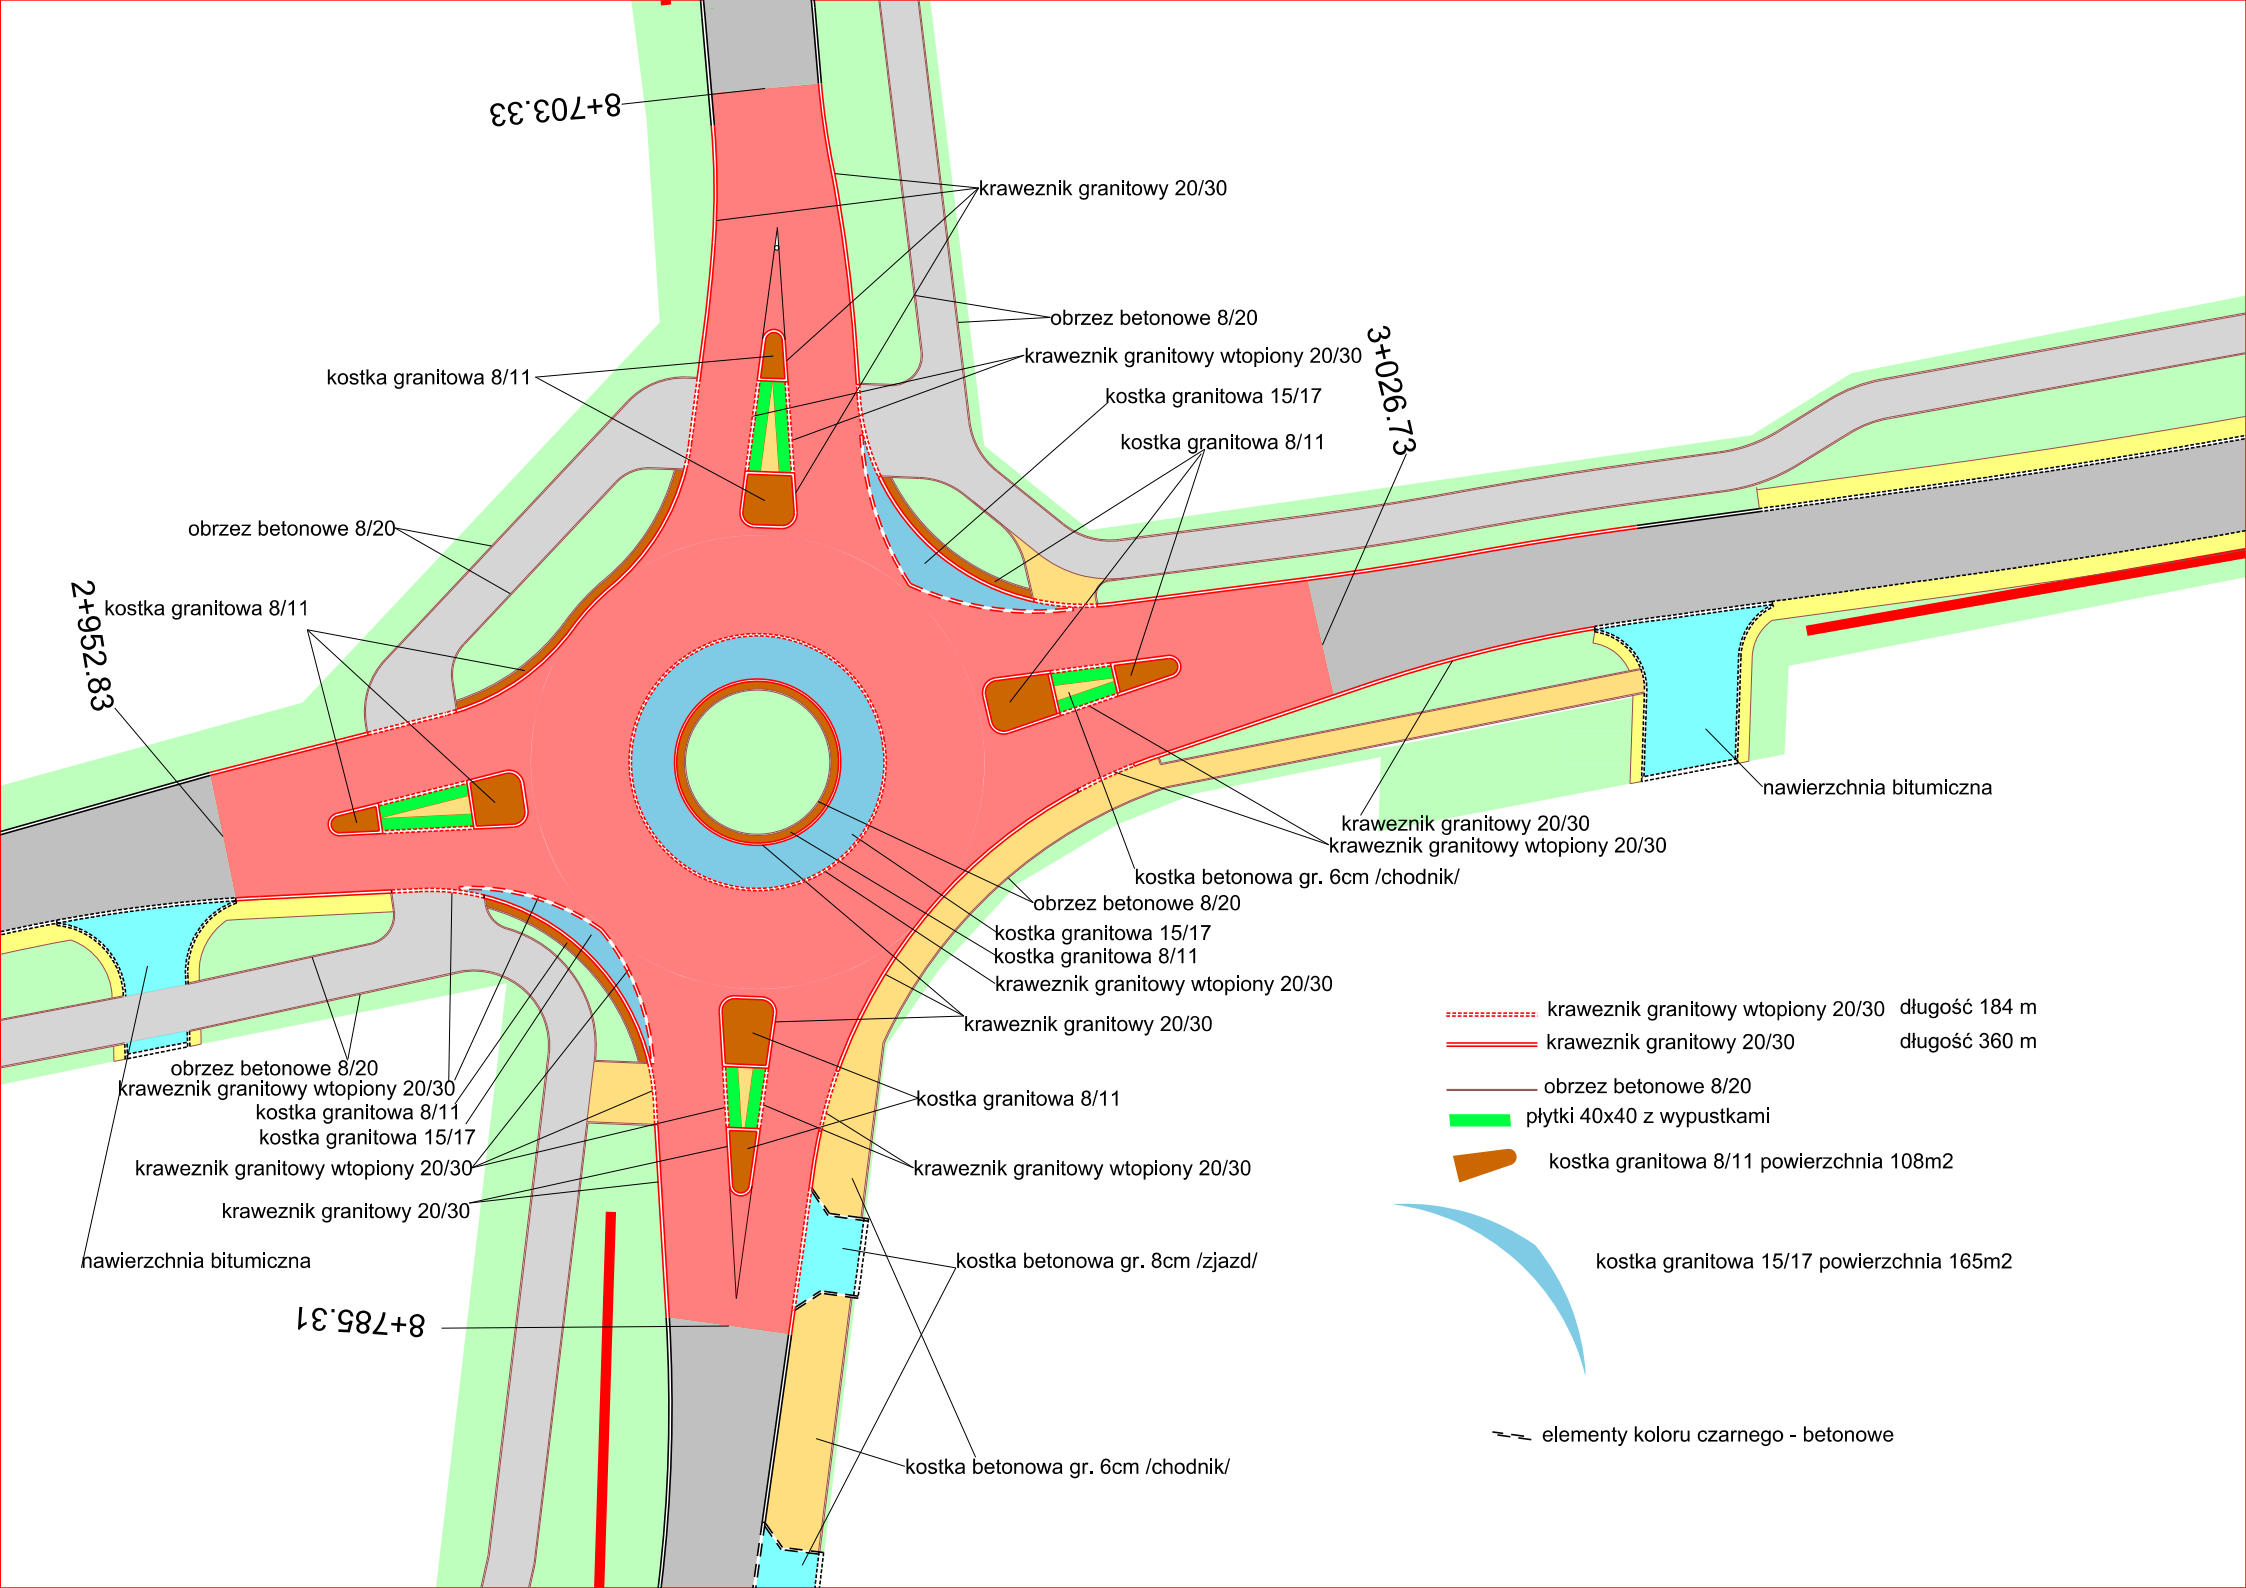 8+703.33
kraweznik granitowy 20/30
obrzez betonowe 8/20
kraweznik granitowy wtopiony 20/30
3+026.73
kostka granitowa 8/11
kostka granitowa 15/17
kostka granitowa 8/11
obrzez betonowe 8/20
2+952.83
kostka granitowa 8/11
nawierzchnia bitumiczna
kraweznik granitowy 20/30
kraweznik granitowy wtopiony 20/30
kostka betonowa gr. 6cm /chodnik/
obrzez betonowe 8/20
kostka granitowa 15/17
kostka granitowa 8/11
kraweznik granitowy wtopiony 20/30
kraweznik granitowy 20/30
kraweznik granitowy wtopiony 20/30 długość 184 m
kraweznik granitowy 20/30 długość 360 m
obrzez betonowe 8/20
płytki 40x40 z wypustkami
kostka granitowa 8/11 powierzchnia 108m2
kostka granitowa 15/17 powierzchnia 165m2
elementy koloru czarnego - betonowe
obrzez betonowe 8/20
kraweznik granitowy wtopiony 20/30
kostka granitowa 8/11
kostka granitowa 15/17
kraweznik granitowy wtopiony 20/30
kraweznik granitowy 20/30
nawierzchnia bitumiczna
8+785.31
kostka granitowa 8/11
kraweznik granitowy wtopiony 20/30
kostka betonowa gr. 8cm /zjazd/
kostka betonowa gr. 6cm /chodnik/